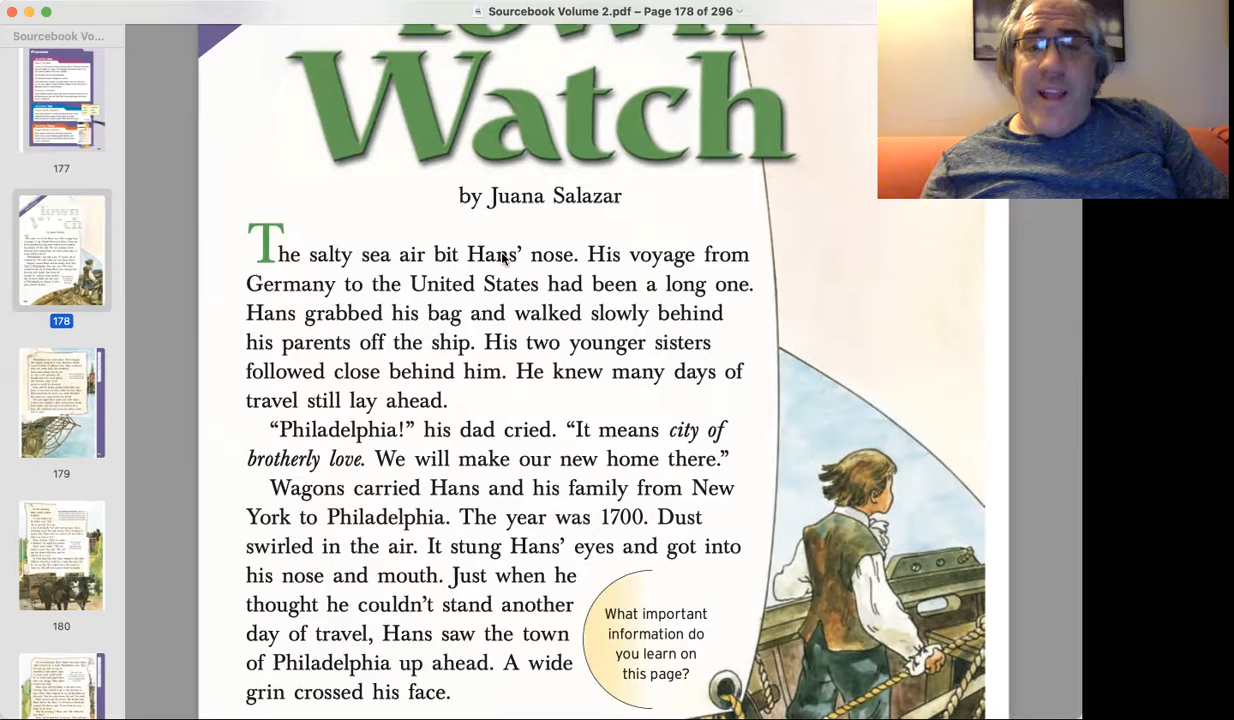 Sourcebook Volume 2.pdf – Page 178 of 296
Sourcebook Vo...
177
178
179
180
Town
Watch
by Juana Salazar
The salty sea air bit Hans’ nose. His voyage from
Germany to the United States had been a long one.
Hans grabbed his bag and walked slowly behind
his parents off the ship. His two younger sisters
followed close behind him. He knew many days of
travel still lay ahead.
“Philadelphia!” his dad cried. “It means city of
brotherly love. We will make our new home there.”
Wagons carried Hans and his family from New
York to Philadelphia. The year was 1700. Dust
swirled in the air. It stung Hans’ eyes and got into
his nose and mouth. Just when he
thought he couldn’t stand another
day of travel, Hans saw the town
of Philadelphia up ahead. A wide
grin crossed his face.
What important
information do
you learn on
this page?